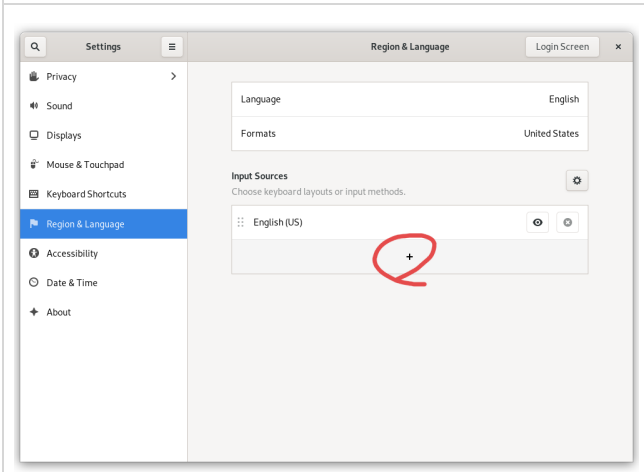 Settings
Region & Language
Login Screen
Privacy
Sound
Displays
Mouse & Touchpad
Keyboard Shortcuts
Region & Language
Accessibility
Date & Time
About
Language English
Formats United States
Input Sources
Choose keyboard layouts or input methods.
English (US)
+